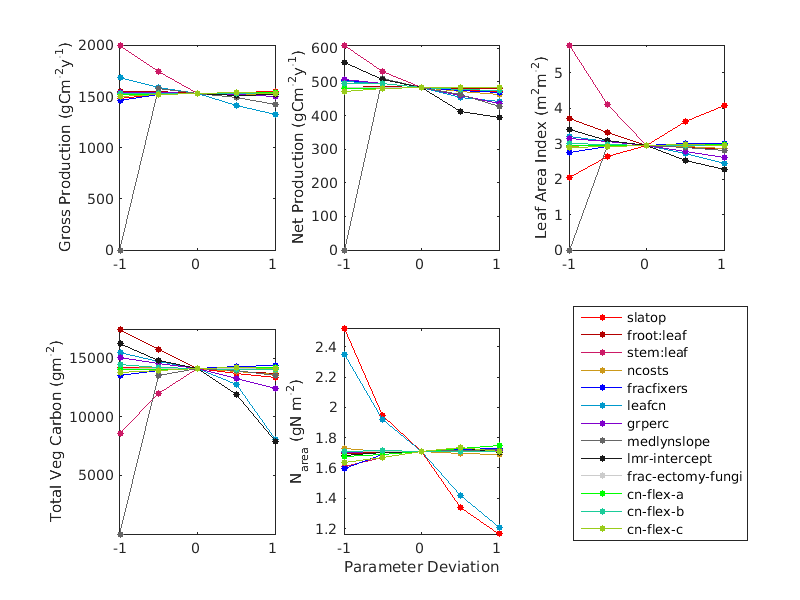 2000
1500
1000
500
0
-1
0
1
Gross Production (gCm⁻²y⁻¹)
600
500
400
300
200
100
0
-1
0
1
Net Production (gCm⁻²y⁻¹)
5
4
3
2
1
0
-1
0
1
Leaf Area Index (m²m⁻²)
15000
10000
5000
-1
0
1
Total Veg Carbon (gm⁻²)
2.4
2.2
2
1.8
1.6
1.4
1.2
-1
0
1
N_area (gN m⁻²)
Parameter Deviation
slatop
froot:leaf
stem:leaf
ncosts
fracfixers
leafcn
grperc
medlynslope
lmr-intercept
frac-ectomy-fungi
cn-flex-a
cn-flex-b
cn-flex-c